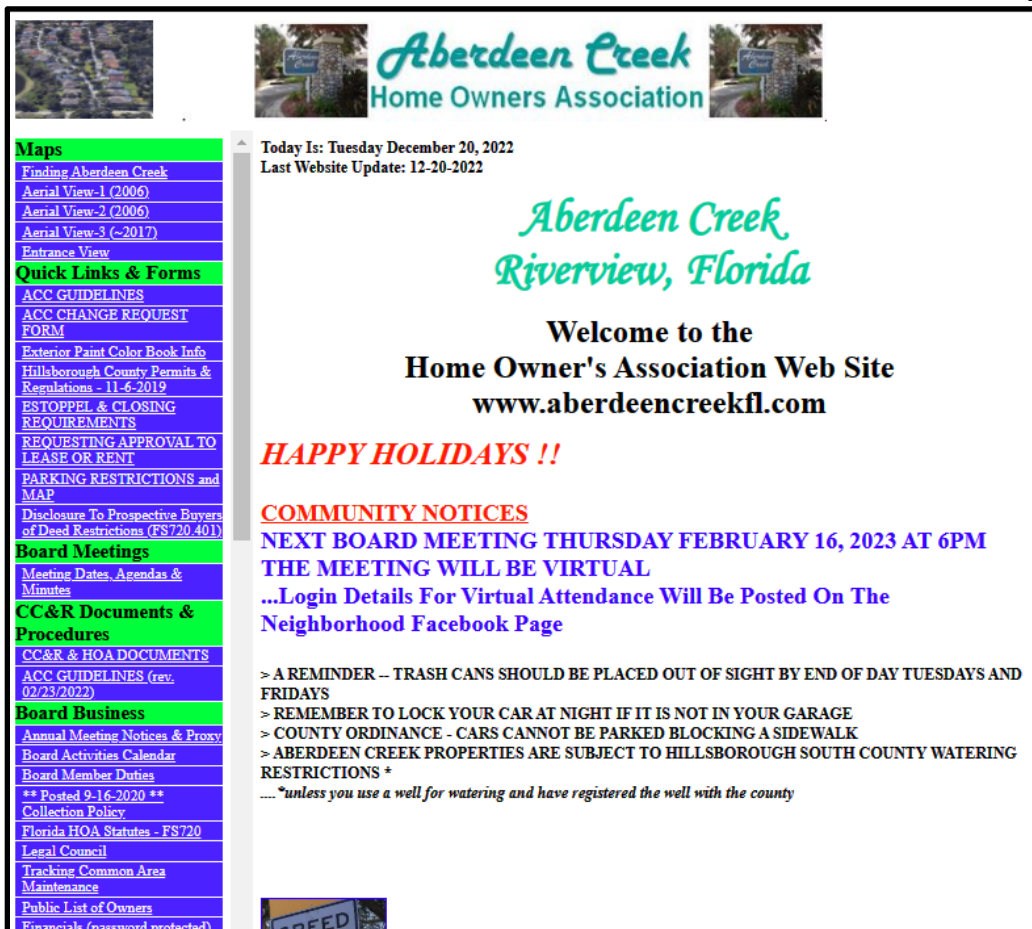 Aberdeen Creek
Home Owners Association
Maps
Finding Aberdeen Creek
Aerial View-1 (2006)
Aerial View-2 (2006)
Aerial View-3 (~2017)
Entrance View
Quick Links & Forms
ACC GUIDELINES
ACC CHANGE REQUEST
FORM
Exterior Paint Color Book Info
Hillsborough County Permits &
Regulations - 11-6-2019
ESTOPPEL & CLOSING
REQUIREMENTS
REQUESTING APPROVAL TO
LEASE OR RENT
PARKING RESTRICTIONS and
MAP
Disclosure To Prospective Buyers
of Deed Restrictions (FS720.401)
Board Meetings
Meeting Dates, Agendas &
Minutes
CC&R Documents &
Procedures
CC&R & HOA DOCUMENTS
ACC GUIDELINES (rev.
02/23/2022)
Board Business
Annual Meeting Notices & Proxy
Board Activities Calendar
Board Member Duties
** Posted 9-16-2020 **
Collection Policy
Florida HOA Statutes - FS720
Legal Council
Tracking Common Area
Maintenance
Public List of Owners
Financials (password protected)
Today Is: Tuesday December 20, 2022
Last Website Update: 12-20-2022
Aberdeen Creek
Riverview, Florida
Welcome to the
Home Owner's Association Web Site
www.aberdeencreekfl.com
HAPPY HOLIDAYS !!
COMMUNITY NOTICES
NEXT BOARD MEETING THURSDAY FEBRUARY 16, 2023 AT 6PM
THE MEETING WILL BE VIRTUAL
...Login Details For Virtual Attendance Will Be Posted On The
Neighborhood Facebook Page
> A REMINDER -- TRASH CANS SHOULD BE PLACED OUT OF SIGHT BY END OF DAY TUESDAYS AND
FRIDAYS
> REMEMBER TO LOCK YOUR CAR AT NIGHT IF IT IS NOT IN YOUR GARAGE
> COUNTY ORDINANCE - CARS CANNOT BE PARKED BLOCKING A SIDEWALK
> ABERDEEN CREEK PROPERTIES ARE SUBJECT TO HILLSBOROUGH SOUTH COUNTY WATERING
RESTRICTIONS *
....*unless you use a well for watering and have registered the well with the county
SPEED